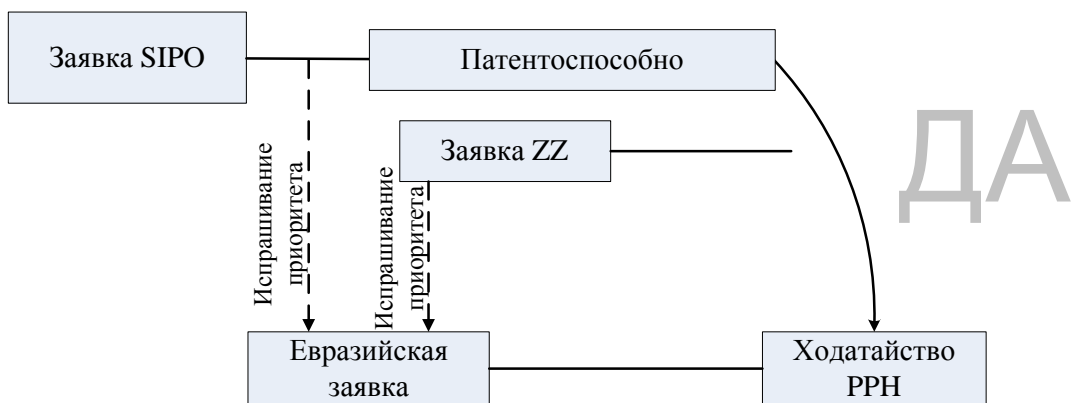 Заявка SIPO
Патентоспособно
Заявка ZZ
ДА
Испрашивание
приоритета
Испрашивание
приоритета
Евразийская
заявка
Ходатайство
PPH